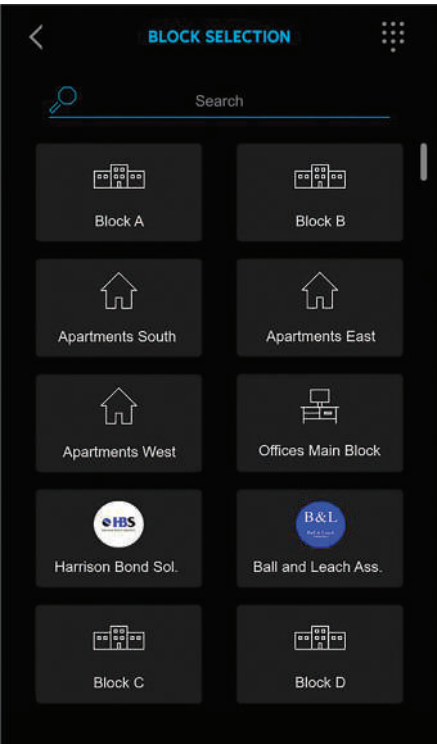 BLOCK SELECTION
Search
Block A
Block B
Apartments South
Apartments East
Apartments West
Offices Main Block
HBS
B&L
Harrison Bond Sol.
Ball and Leach Ass.
Block C
Block D